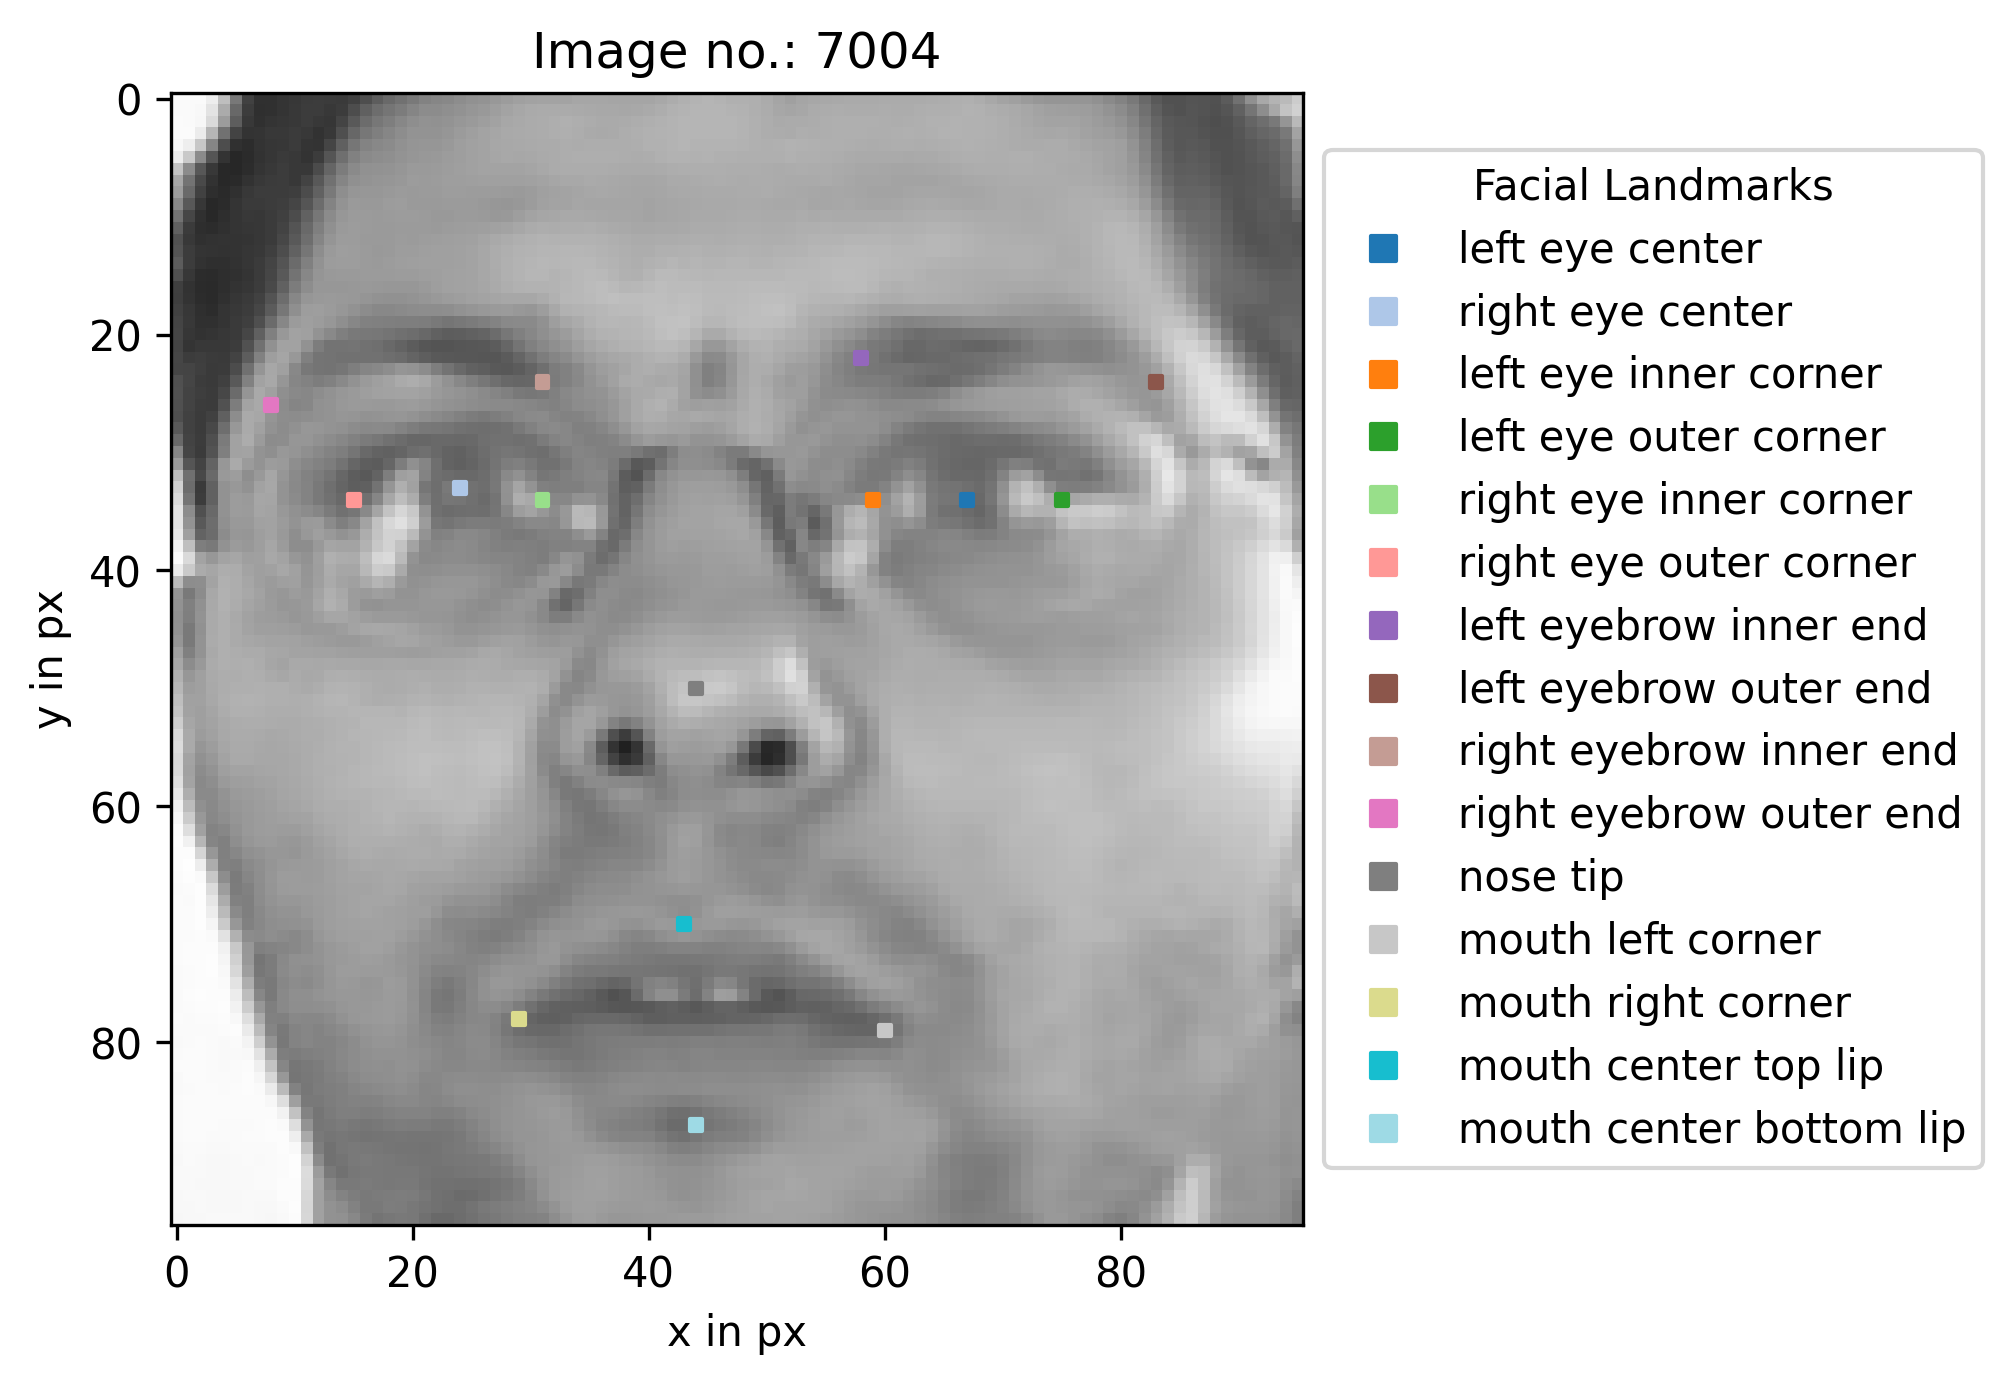 Image no.: 7004
0
20
40
60
80
y in px
0 20 40 60 80
x in px
Facial Landmarks
left eye center
right eye center
left eye inner corner
left eye outer corner
right eye inner corner
right eye outer corner
left eyebrow inner end
left eyebrow outer end
right eyebrow inner end
right eyebrow outer end
nose tip
mouth left corner
mouth right corner
mouth center top lip
mouth center bottom lip